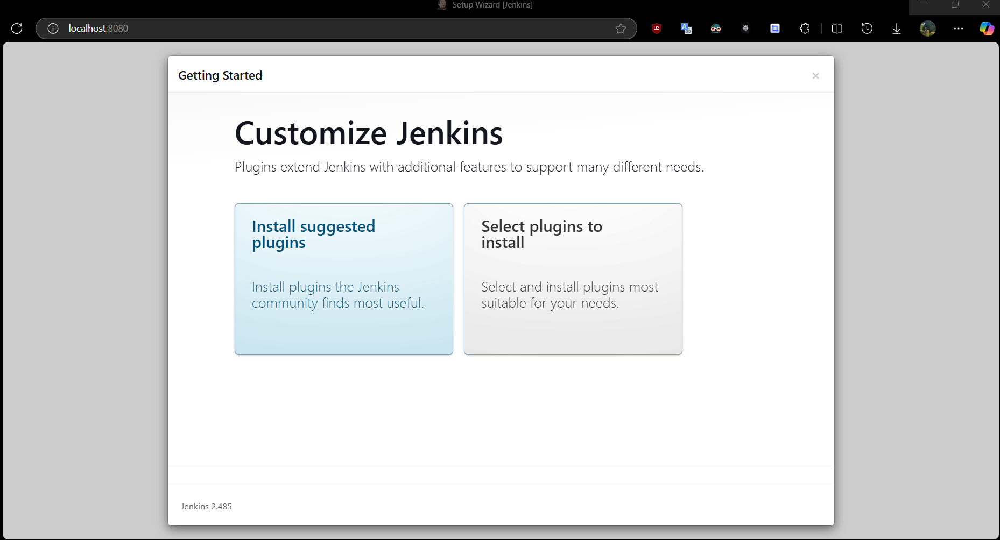 Setup Wizard [Jenkins]
localhost:8080
Getting Started
Customize Jenkins
Plugins extend Jenkins with additional features to support many different needs.
Install suggested
plugins
Install plugins the Jenkins
community finds most useful.
Select plugins to
install
Select and install plugins most
suitable for your needs.
Jenkins 2.485